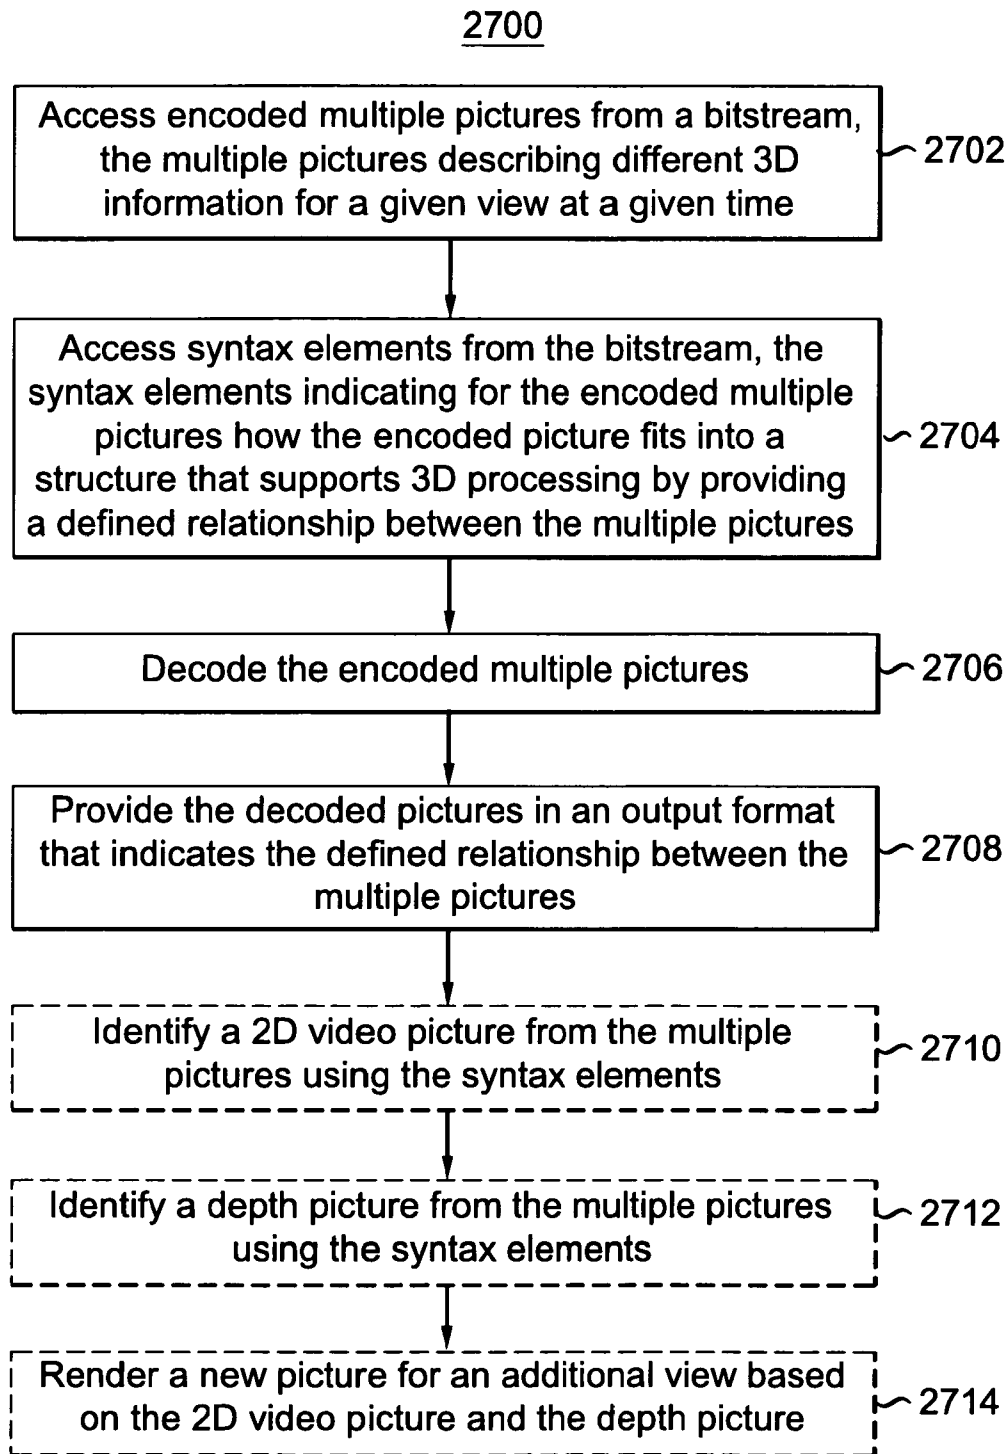 2700
Access encoded multiple pictures from a bitstream,
the multiple pictures describing different 3D
information for a given view at a given time
2702
Access syntax elements from the bitstream, the
syntax elements indicating for the encoded multiple
pictures how the encoded picture fits into a
structure that supports 3D processing by providing
a defined relationship between the multiple pictures
2704
Decode the encoded multiple pictures
2706
Provide the decoded pictures in an output format
that indicates the defined relationship between the
multiple pictures
2708
Identify a 2D video picture from the multiple
pictures using the syntax elements
2710
Identify a depth picture from the multiple pictures
using the syntax elements
2712
Render a new picture for an additional view based
on the 2D video picture and the depth picture
2714